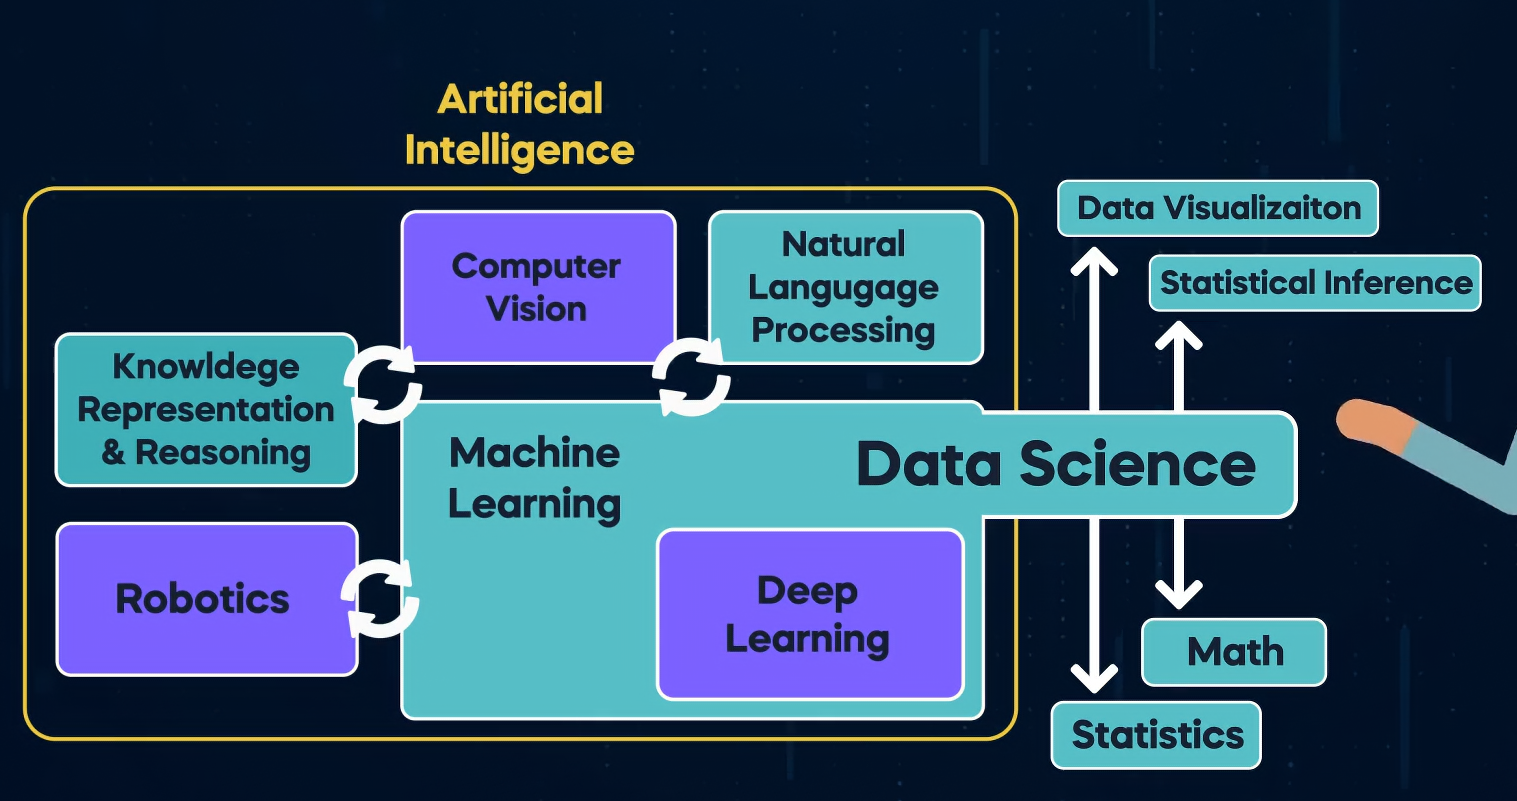 Artificial
Intelligence
Computer
Vision
Natural
Langugage
Processing
Knowldege
Representation
& Reasoning
Machine
Learning
Data Science
Robotics
Deep
Learning
Data Visualizaiton
Statistical Inference
Math
Statistics